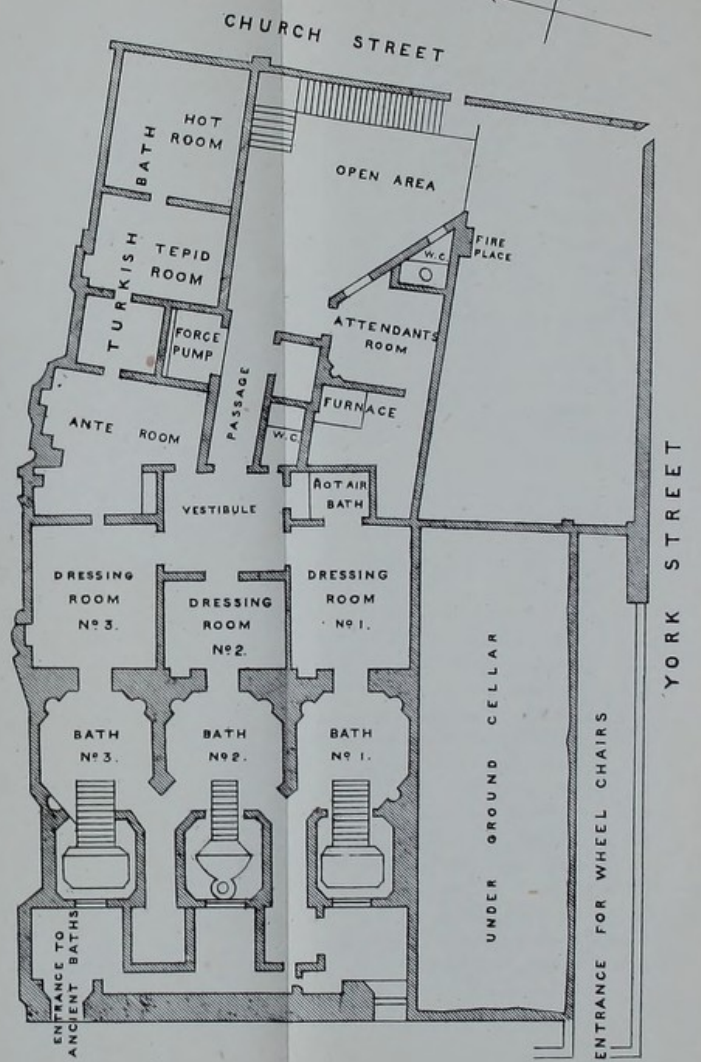 CHURCH STREET
HOT
ROOM
OPEN AREA
TURKISH BATH
TEPID
ROOM
W.C.
FIRE
PLACE
FORCE
PUMP
ATTENDANTS
ROOM
PASSAGE
FURNACE
ANTE ROOM
W.C.
HOT AIR
BATH
VESTIBULE
YORK STREET
DRESSING
ROOM
Nº 3.
DRESSING
ROOM
Nº 2.
DRESSING
ROOM
Nº 1.
BATH
Nº 3.
BATH
Nº 2.
BATH
Nº 1.
UNDER GROUND CELLAR
ENTRANCE FOR WHEEL CHAIRS
ENTRANCE TO
ANCIENT BATHS